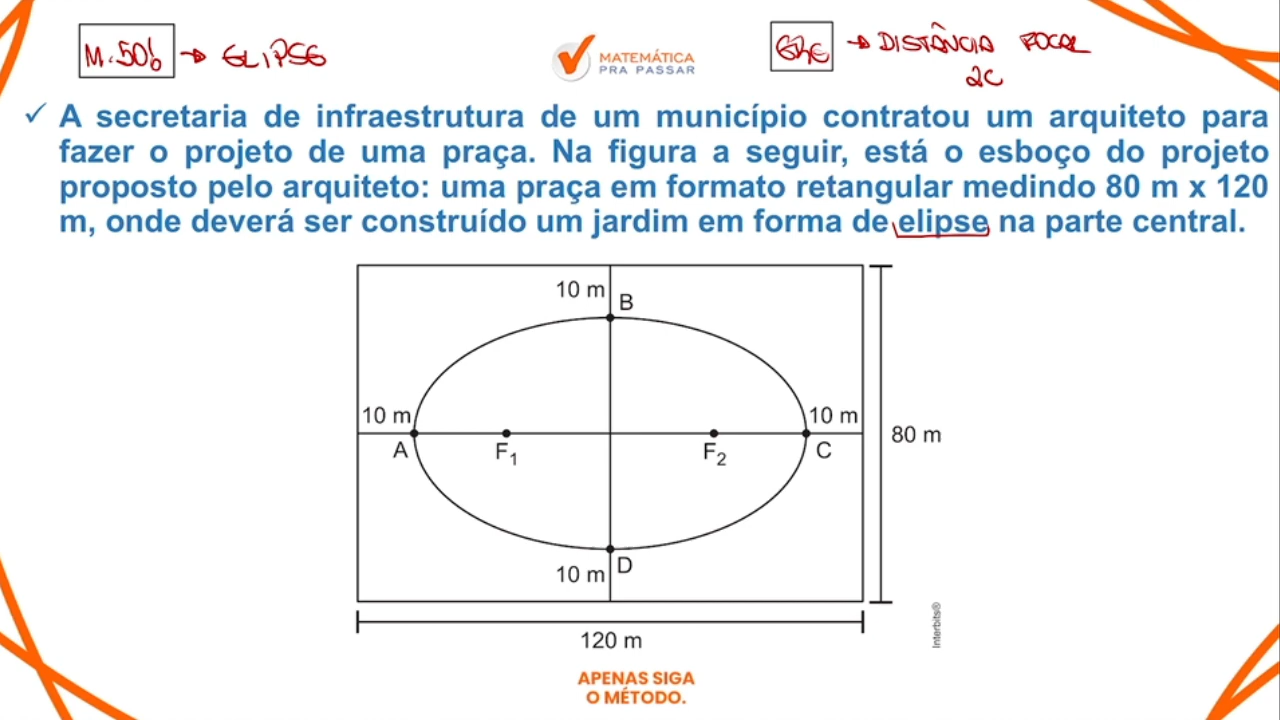 M.50% → ELIPSE
MATEMÁTICA
PRA PASSAR
→ DISTÂNCIA FOCAL
2C
✓ A secretaria de infraestrutura de um município contratou um arquiteto para
fazer o projeto de uma praça. Na figura a seguir, está o esboço do projeto
proposto pelo arquiteto: uma praça em formato retangular medindo 80 m x 120
m, onde deverá ser construído um jardim em forma de elipse na parte central.
10 m
B
10 m
10 m
A
F1
F2
C
80 m
D
10 m
120 m
Interbits®
APENAS SIGA
O MÉTODO.